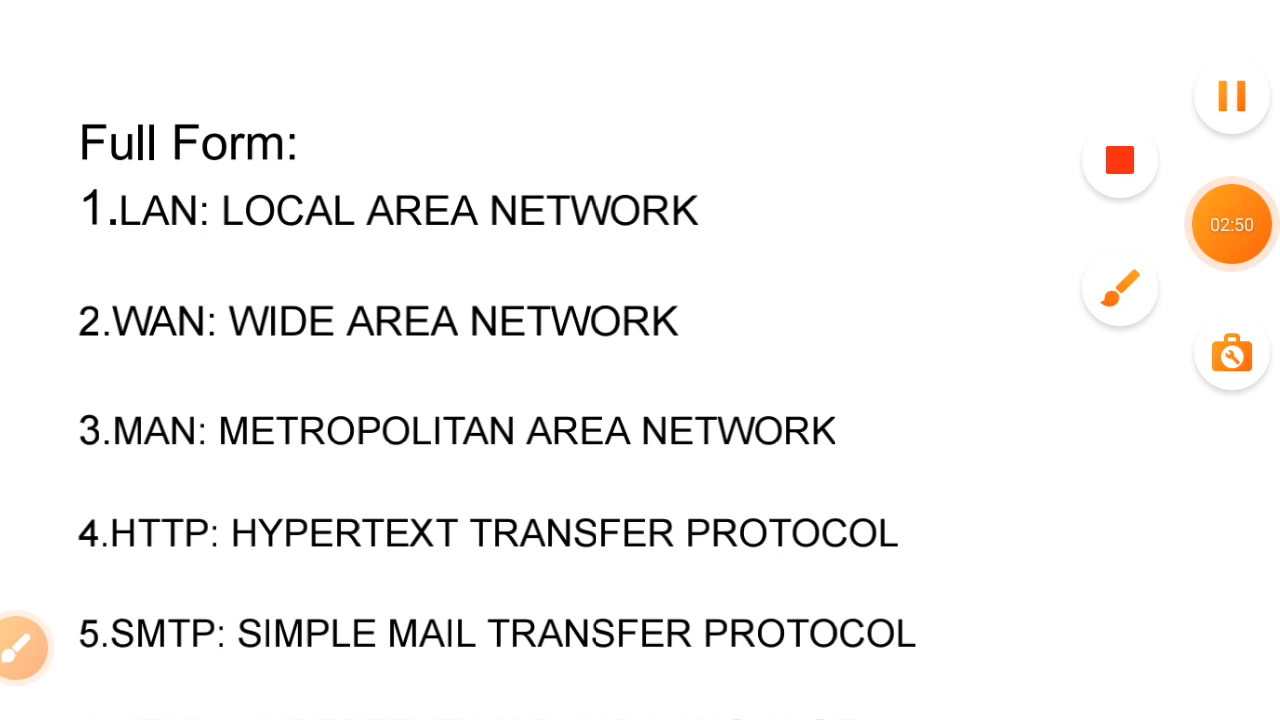 Full Form:
1.LAN: LOCAL AREA NETWORK
2.WAN: WIDE AREA NETWORK
3.MAN: METROPOLITAN AREA NETWORK
4.HTTP: HYPERTEXT TRANSFER PROTOCOL
5.SMTP: SIMPLE MAIL TRANSFER PROTOCOL
02:50